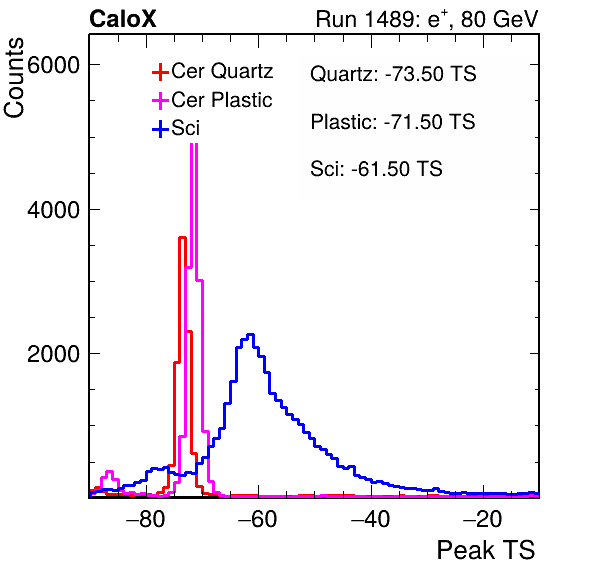 CaloX
Run 1489: e+, 80 GeV
Counts
6000
4000
2000
Cer Quartz
Cer Plastic
Sci
Quartz: -73.50 TS
Plastic: -71.50 TS
Sci: -61.50 TS
−80
−60
−40
−20
Peak TS